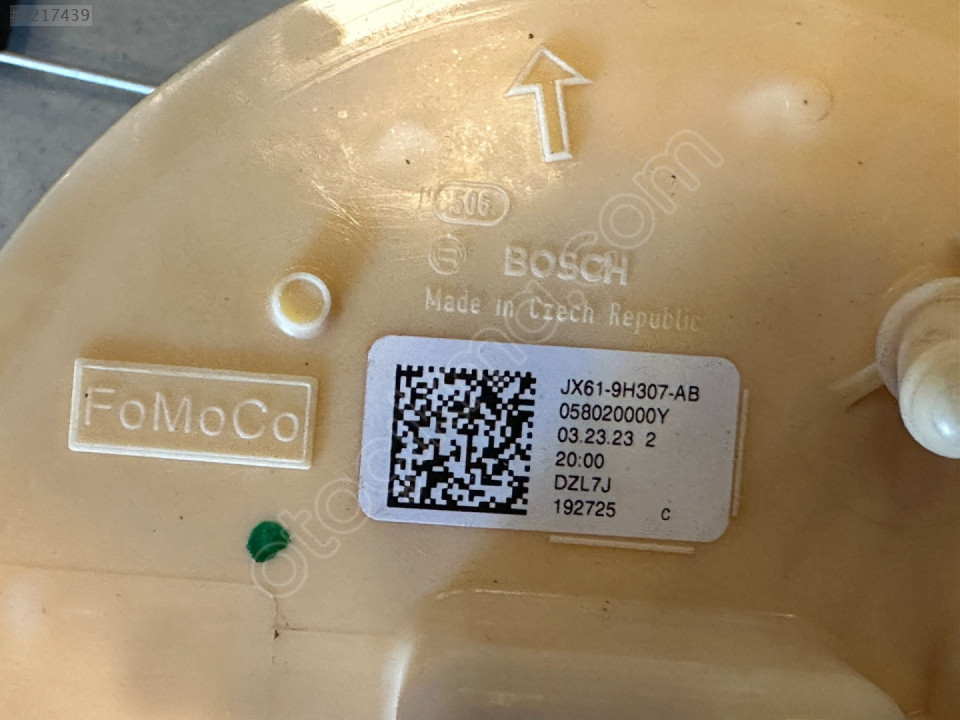 217439
506
BOSCH
Made in Czech Republic
FoMoCo
JX61-9H307-AB
058020000Y
03.23.23 2
20:00
DZL7J
192725 C